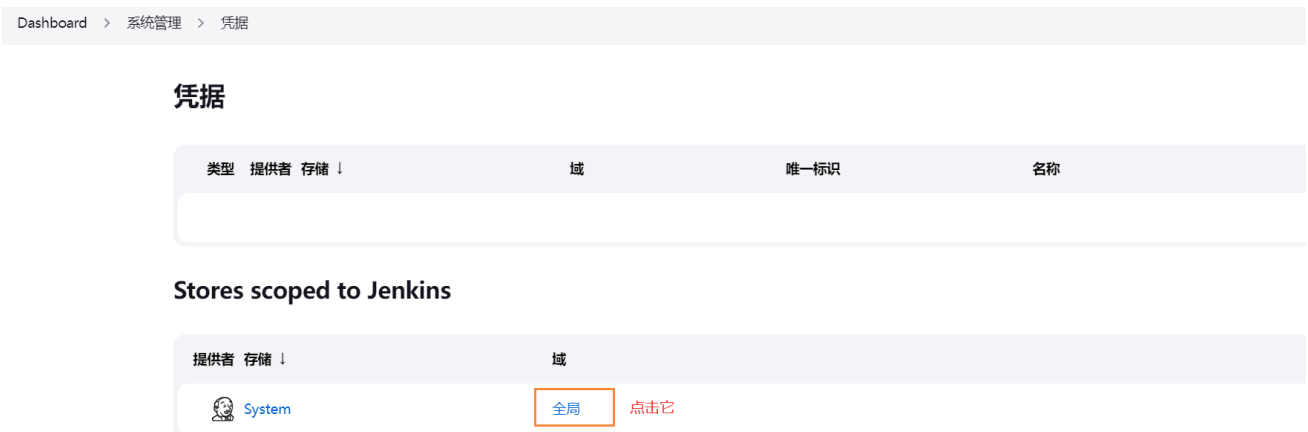 Dashboard > 系统管理 > 凭据
凭据
类型 提供者 存储 ↓ 域 唯一标识 名称
Stores scoped to Jenkins
提供者 存储 ↓ 域
System 全局 点击它